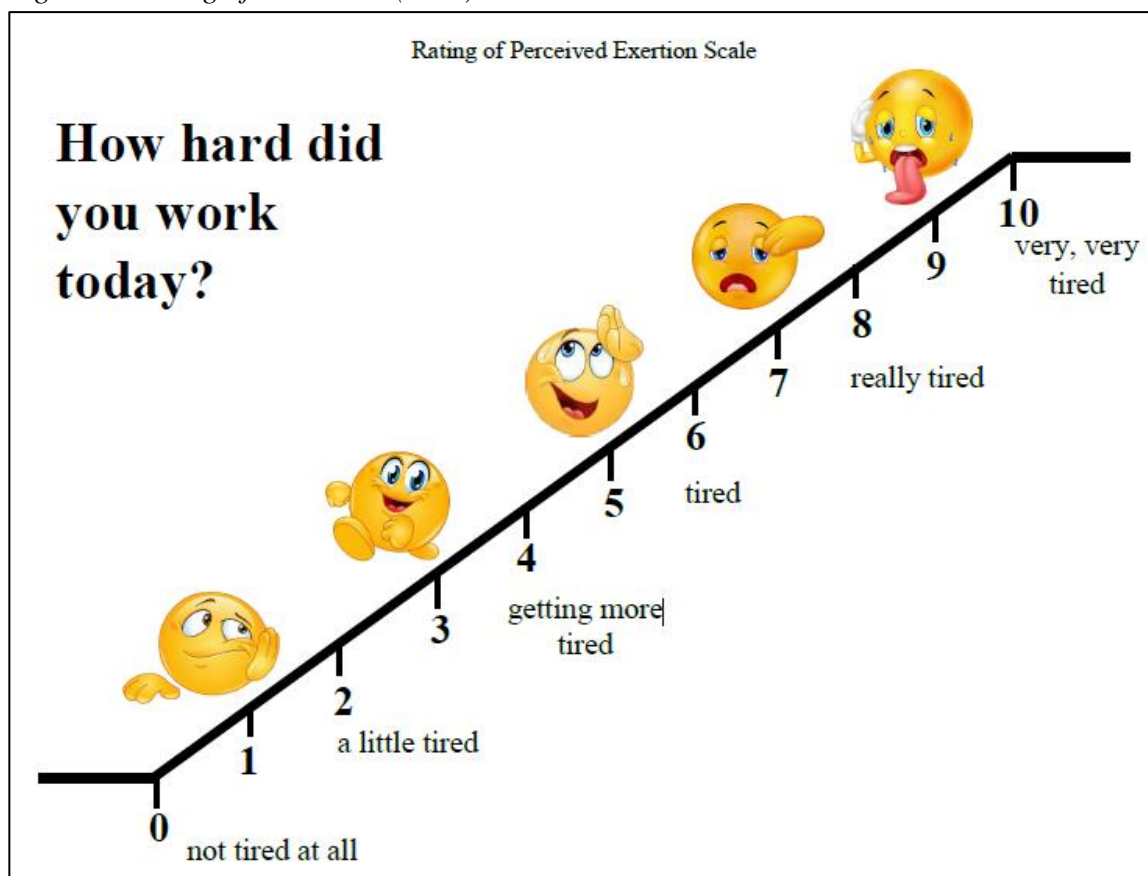 Rating of Perceived Exertion Scale
How hard did
you work
today?
10
very, very
tired
9
8
really tired
7
6
tired
5
4
getting more
tired
3
2
a little tired
1
0
not tired at all